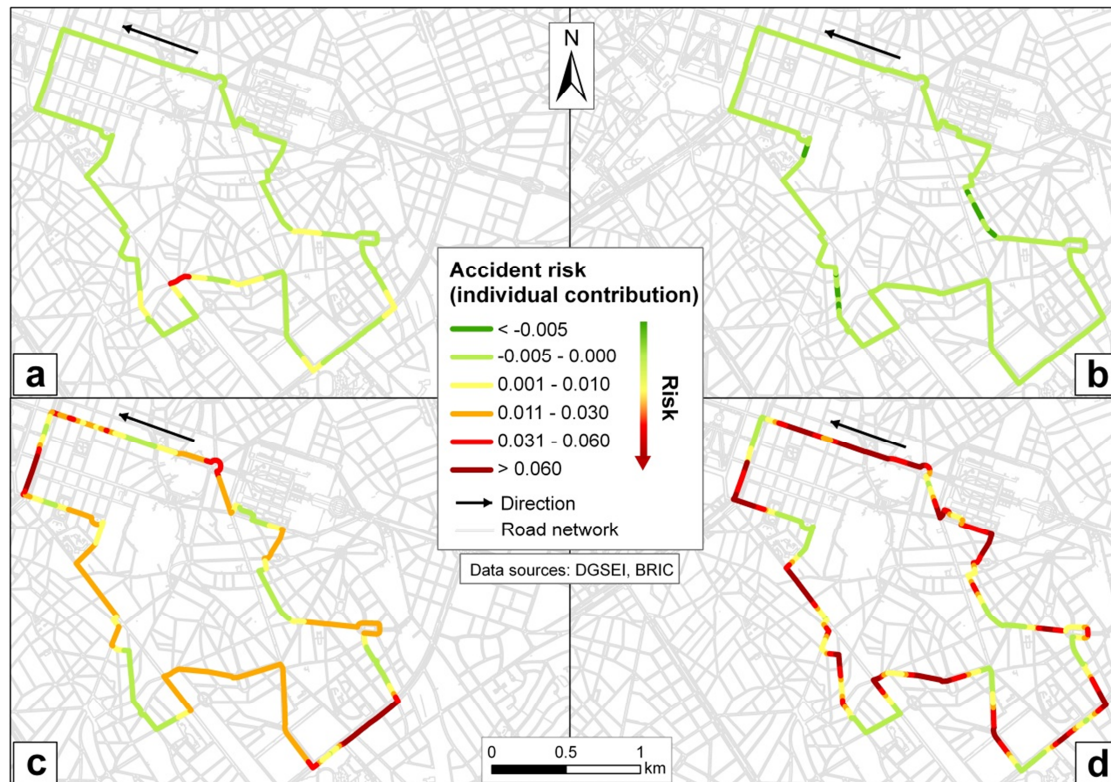 N
a
b
Accident risk
(individual contribution)
< -0.005
-0.005 - 0.000
0.001 - 0.010
0.011 - 0.030
0.031 - 0.060
> 0.060
Risk
Direction
Road network
Data sources: DGSEI, BRIC
c
0 0.5 1
km
d